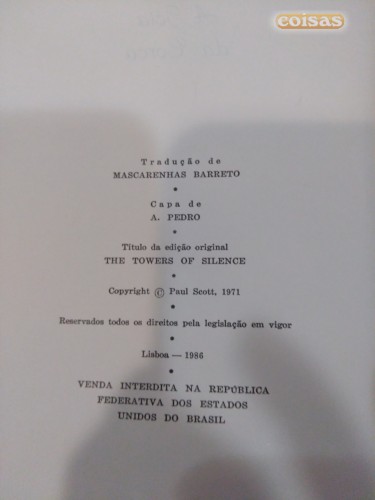 coisas
Tradução de
MASCARENHAS BARRETO
Capa de
A. PEDRO
Título da edição original
THE TOWERS OF SILENCE
Copyright © Paul Scott, 1971
Reservados todos os direitos pela legislação em vigor
Lisboa — 1986
VENDA INTERDITA NA REPÚBLICA
FEDERATIVA DOS ESTADOS
UNIDOS DO BRASIL